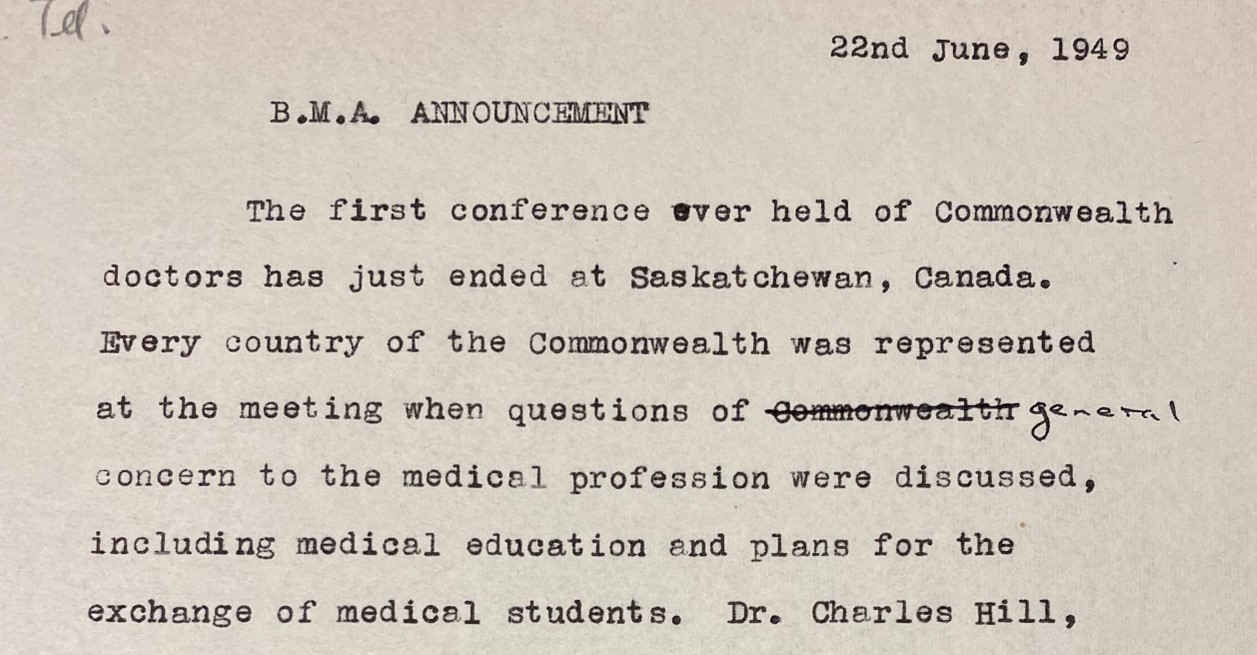 Tel.
22nd June, 1949
B.M.A. ANNOUNCEMENT
The first conference ever held of Commonwealth
doctors has just ended at Saskatchewan, Canada.
Every country of the Commonwealth was represented
at the meeting when questions of Commonwealth general
concern to the medical profession were discussed,
including medical education and plans for the
exchange of medical students. Dr. Charles Hill,